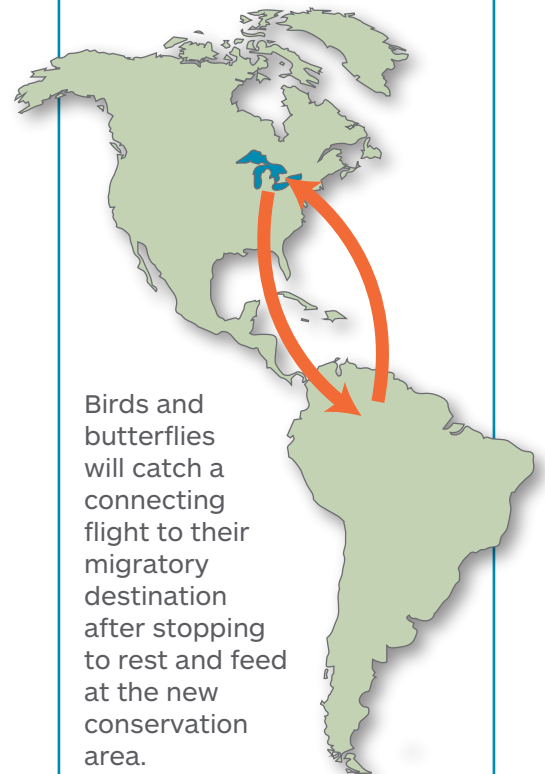 Birds and
butterflies
will catch a
connecting
flight to their
migratory
destination
after stopping
to rest and feed
at the new
conservation
area.